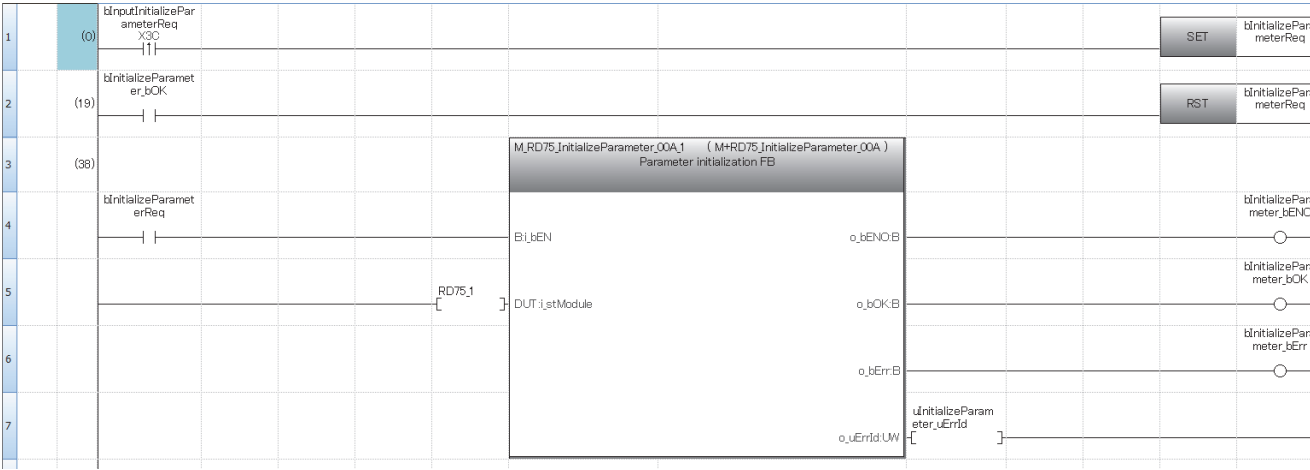 1
(0)
bInputInitializePar
ameterReq
X3C
SET
bInitializePar
meterReq
2
(19)
bInitializeParamet
er_bOK
RST
bInitializePar
meterReq
3
(38)
M_RD75_InitializeParameter_00A_1 ( M+RD75_InitializeParameter_00A )
Parameter initialization FB
4
bInitializeParamet
erReq
B:i_bEN
o_bENO:B
bInitializePar
meter_bENO
5
RD75_1
DUT:i_stModule
o_bOK:B
bInitializePar
meter_bOK
6
o_bErr:B
bInitializePar
meter_bErr
7
o_uErrId:UW
uInitializeParam
eter_uErrId